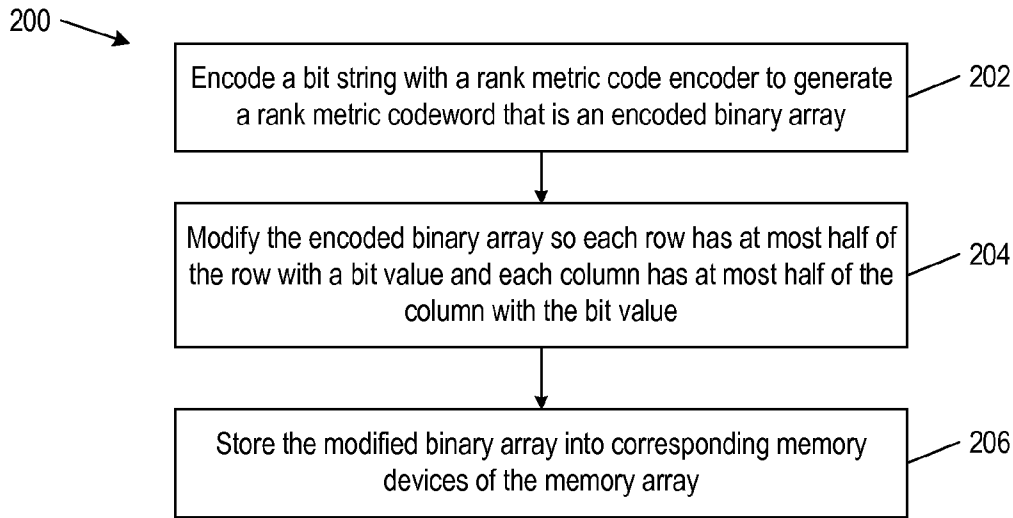 200
Encode a bit string with a rank metric code encoder to generate
a rank metric codeword that is an encoded binary array
202
Modify the encoded binary array so each row has at most half of
the row with a bit value and each column has at most half of the
column with the bit value
204
Store the modified binary array into corresponding memory
devices of the memory array
206